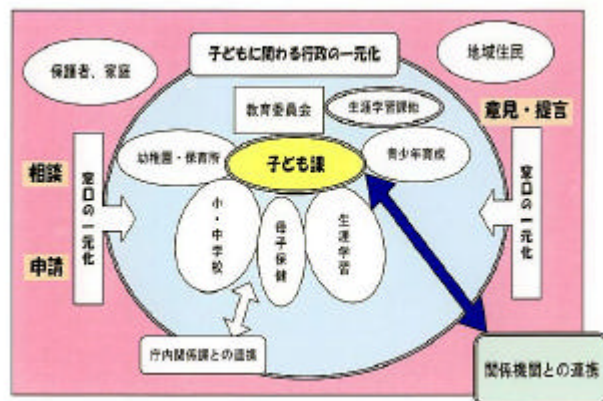 子どもに関わる行政の一元化
保護者、家庭
地域住民
教育委員会
生涯学習課他
意見・提言
幼稚園・保育所
子ども課
青少年育成
相談
申請
窓口の一元化
小・中学校
母子保健
生涯学習
窓口の一元化
庁内関係課との連携
関係機関との連携